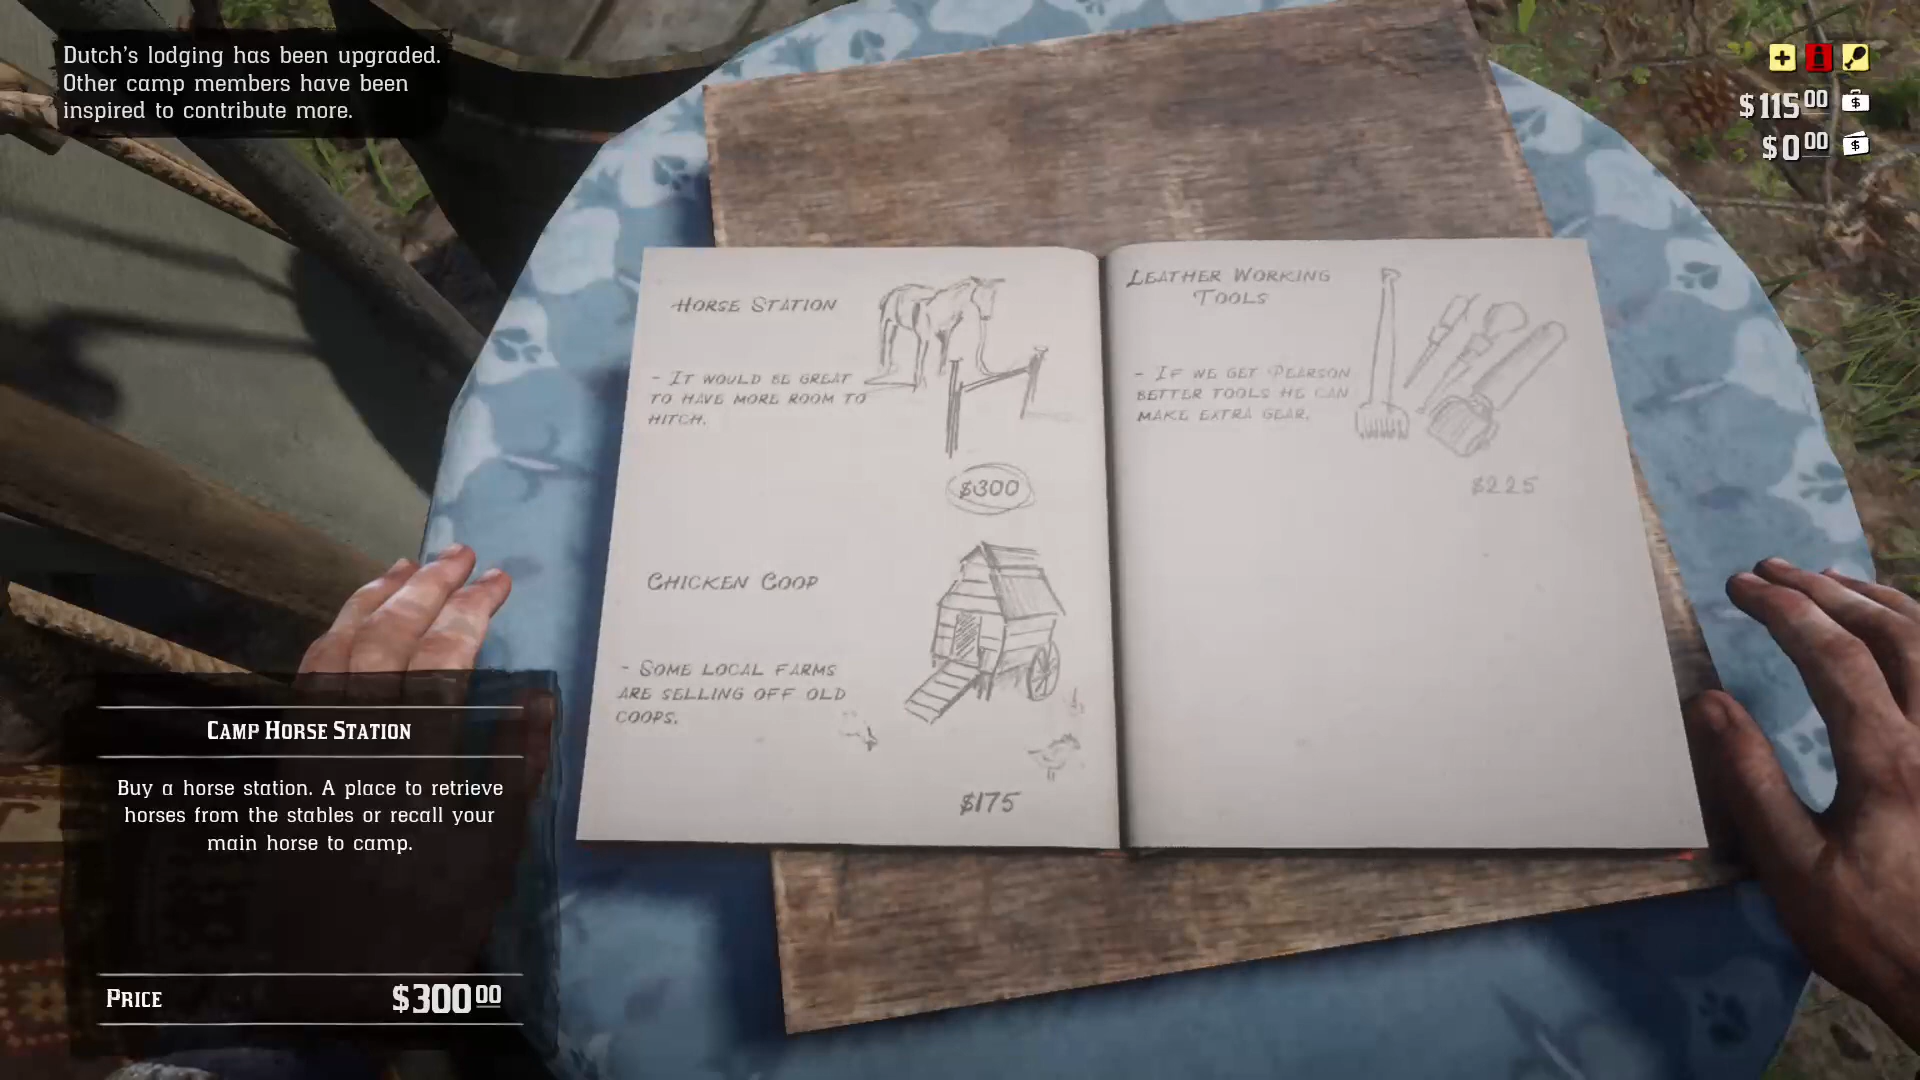 Dutch's lodging has been upgraded.
Other camp members have been
inspired to contribute more.
$115 00
$0 00
Horse Station
- It would be great
to have more room to
hitch.
$300
Chicken Coop
- Some local farms
are selling off old
coops.
$175
Leather Working
Tools
- If we get Pearson
better tools he can
make extra gear.
$225
Camp Horse Station
Buy a horse station. A place to retrieve
horses from the stables or recall your
main horse to camp.
Price $300 00